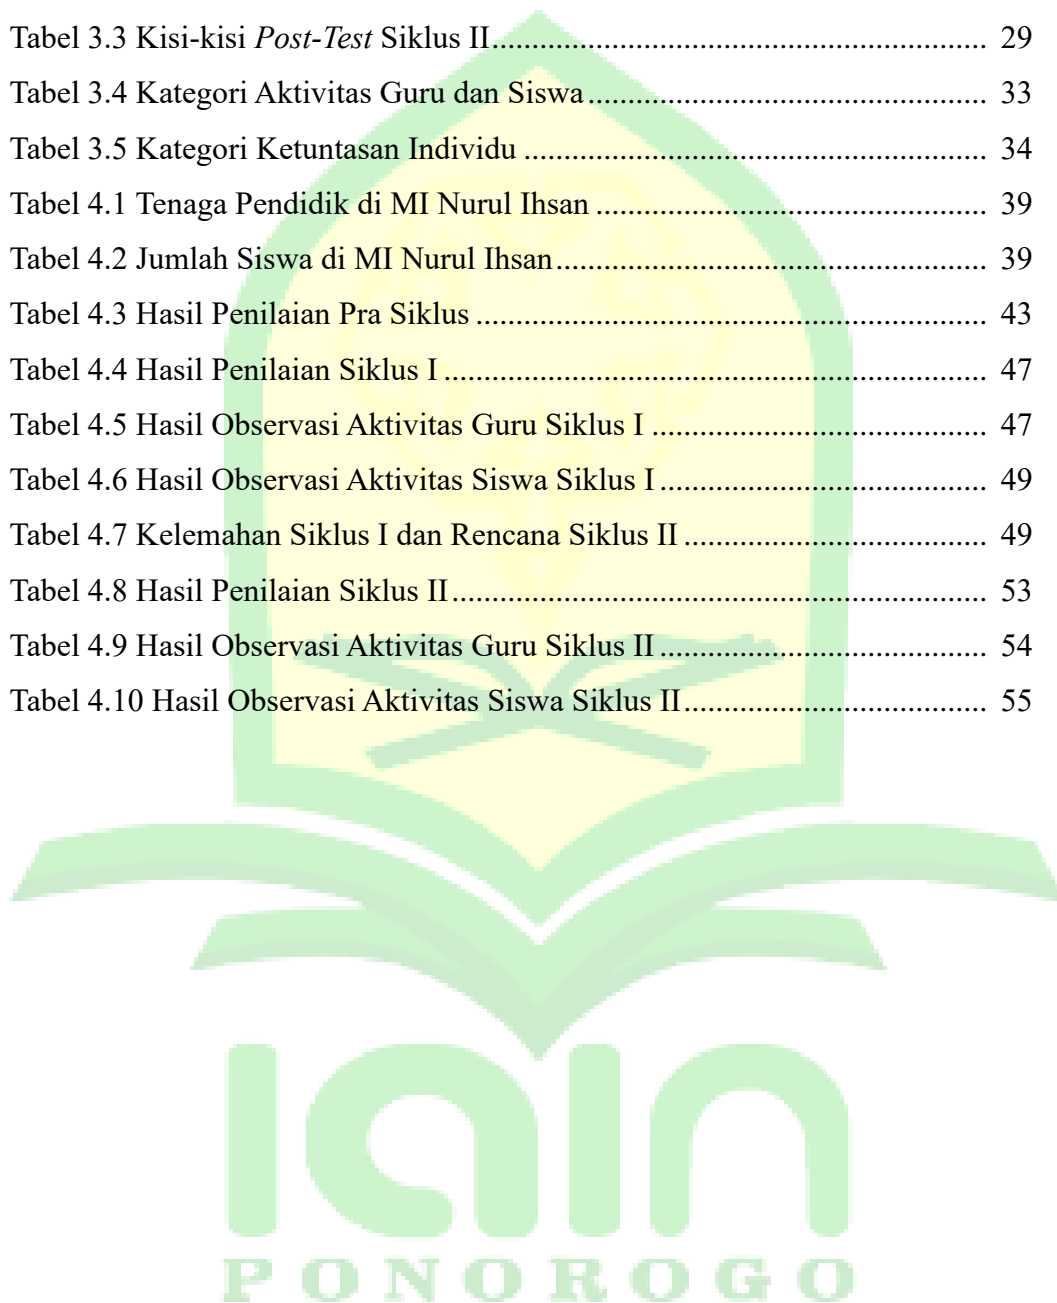 Tabel 3.3 Kisi-kisi Post-Test Siklus II............................................................. 29
Tabel 3.4 Kategori Aktivitas Guru dan Siswa................................................. 33
Tabel 3.5 Kategori Ketuntasan Individu ......................................................... 34
Tabel 4.1 Tenaga Pendidik di MI Nurul Ihsan ................................................ 39
Tabel 4.2 Jumlah Siswa di MI Nurul Ihsan..................................................... 39
Tabel 4.3 Hasil Penilaian Pra Siklus ............................................................... 43
Tabel 4.4 Hasil Penilaian Siklus I ................................................................... 47
Tabel 4.5 Hasil Observasi Aktivitas Guru Siklus I ......................................... 47
Tabel 4.6 Hasil Observasi Aktivitas Siswa Siklus I ........................................ 49
Tabel 4.7 Kelemahan Siklus I dan Rencana Siklus II ..................................... 49
Tabel 4.8 Hasil Penilaian Siklus II.................................................................. 53
Tabel 4.9 Hasil Observasi Aktivitas Guru Siklus II ........................................ 54
Tabel 4.10 Hasil Observasi Aktivitas Siswa Siklus II..................................... 55
iain
PONOROGO